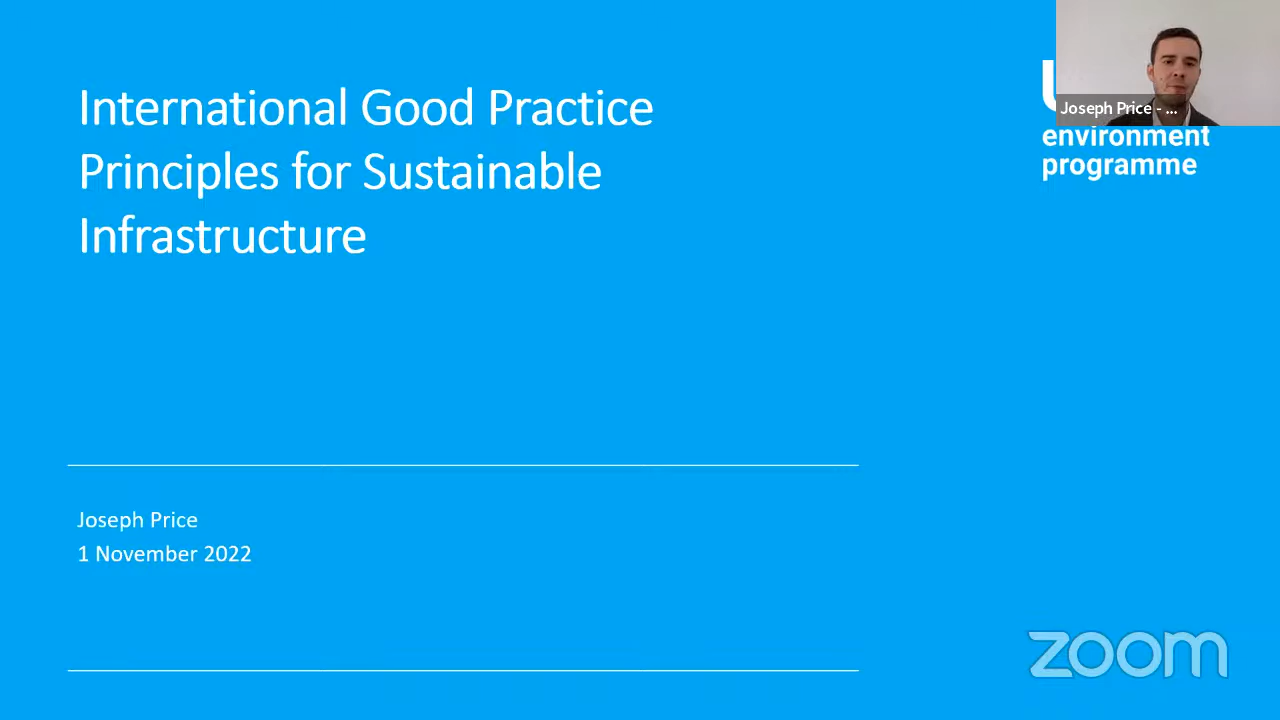 International Good Practice
Principles for Sustainable
Infrastructure
Joseph Price - ...
environment
programme
Joseph Price
1 November 2022
zoom